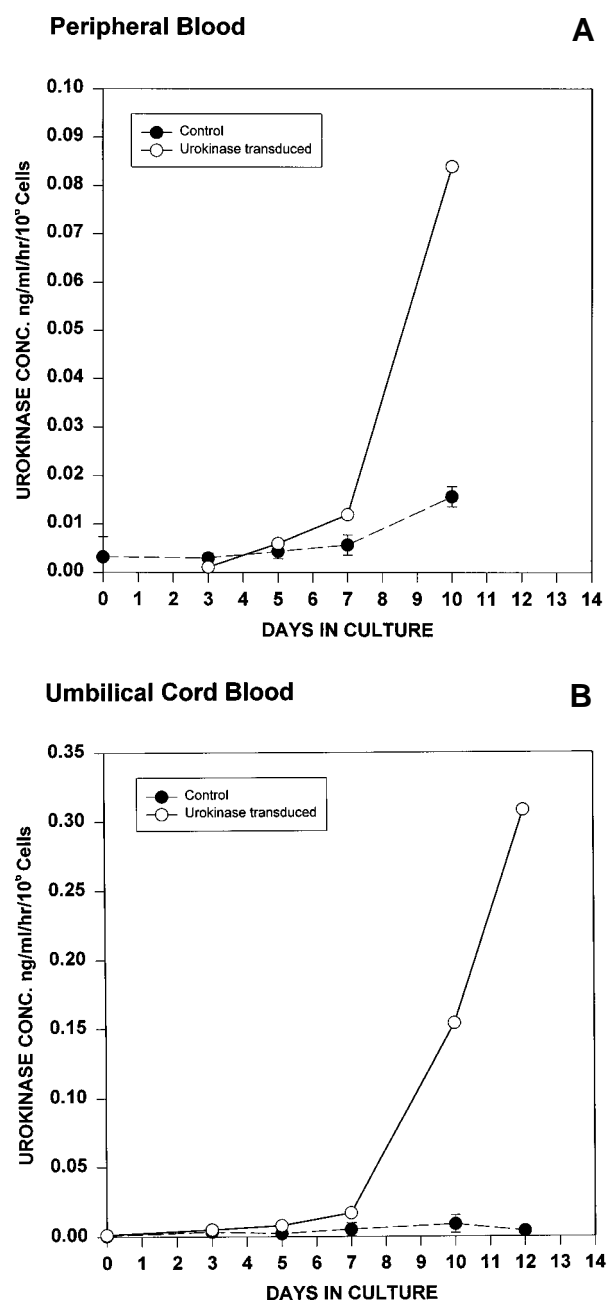 Peripheral Blood A
0.10
0.09
0.08
0.07
0.06
0.05
0.04
0.03
0.02
0.01
0.00
UROKINASE CONC. ng/ml/hr/10 Cells
Control
Urokinase transduced
0 1 2 3 4 5 6 7 8 9 10 11 12 13 14
DAYS IN CULTURE
Umbilical Cord Blood B
0.35
0.30
0.25
0.20
0.15
0.10
0.05
0.00
UROKINASE CONC. ng/ml/hr/10 Cells
Control
Urokinase transduced
0 1 2 3 4 5 6 7 8 9 10 11 12 13 14
DAYS IN CULTURE